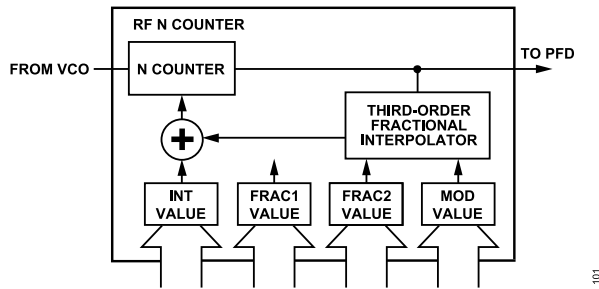 RF N COUNTER
FROM VCO
N COUNTER
TO PFD
THIRD-ORDER
FRACTIONAL
INTERPOLATOR
+
INT
VALUE
FRAC1
VALUE
FRAC2
VALUE
MOD
VALUE
101